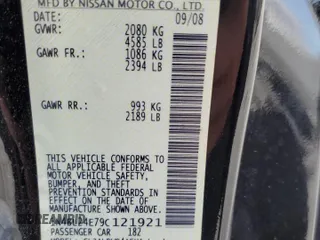 MFD BY NISSAN MOTOR CO., LTD.
DATE: 09/08
GVWR: 2080 KG
4585 LB
GAWR FR: 1086 KG
2394 LB
GAWR RR: 993 KG
2189 LB
THIS VEHICLE CONFORMS TO ALL
APPLICABLE FEDERAL
MOTOR VEHICLE SAFETY,
BUMPER, AND THEFT
PREVENTION STANDARDS IN
EFFECT ON THE DATE OF
MANUFACTURE SHOWN ABOVE.
121921
PASSENGER CAR 182